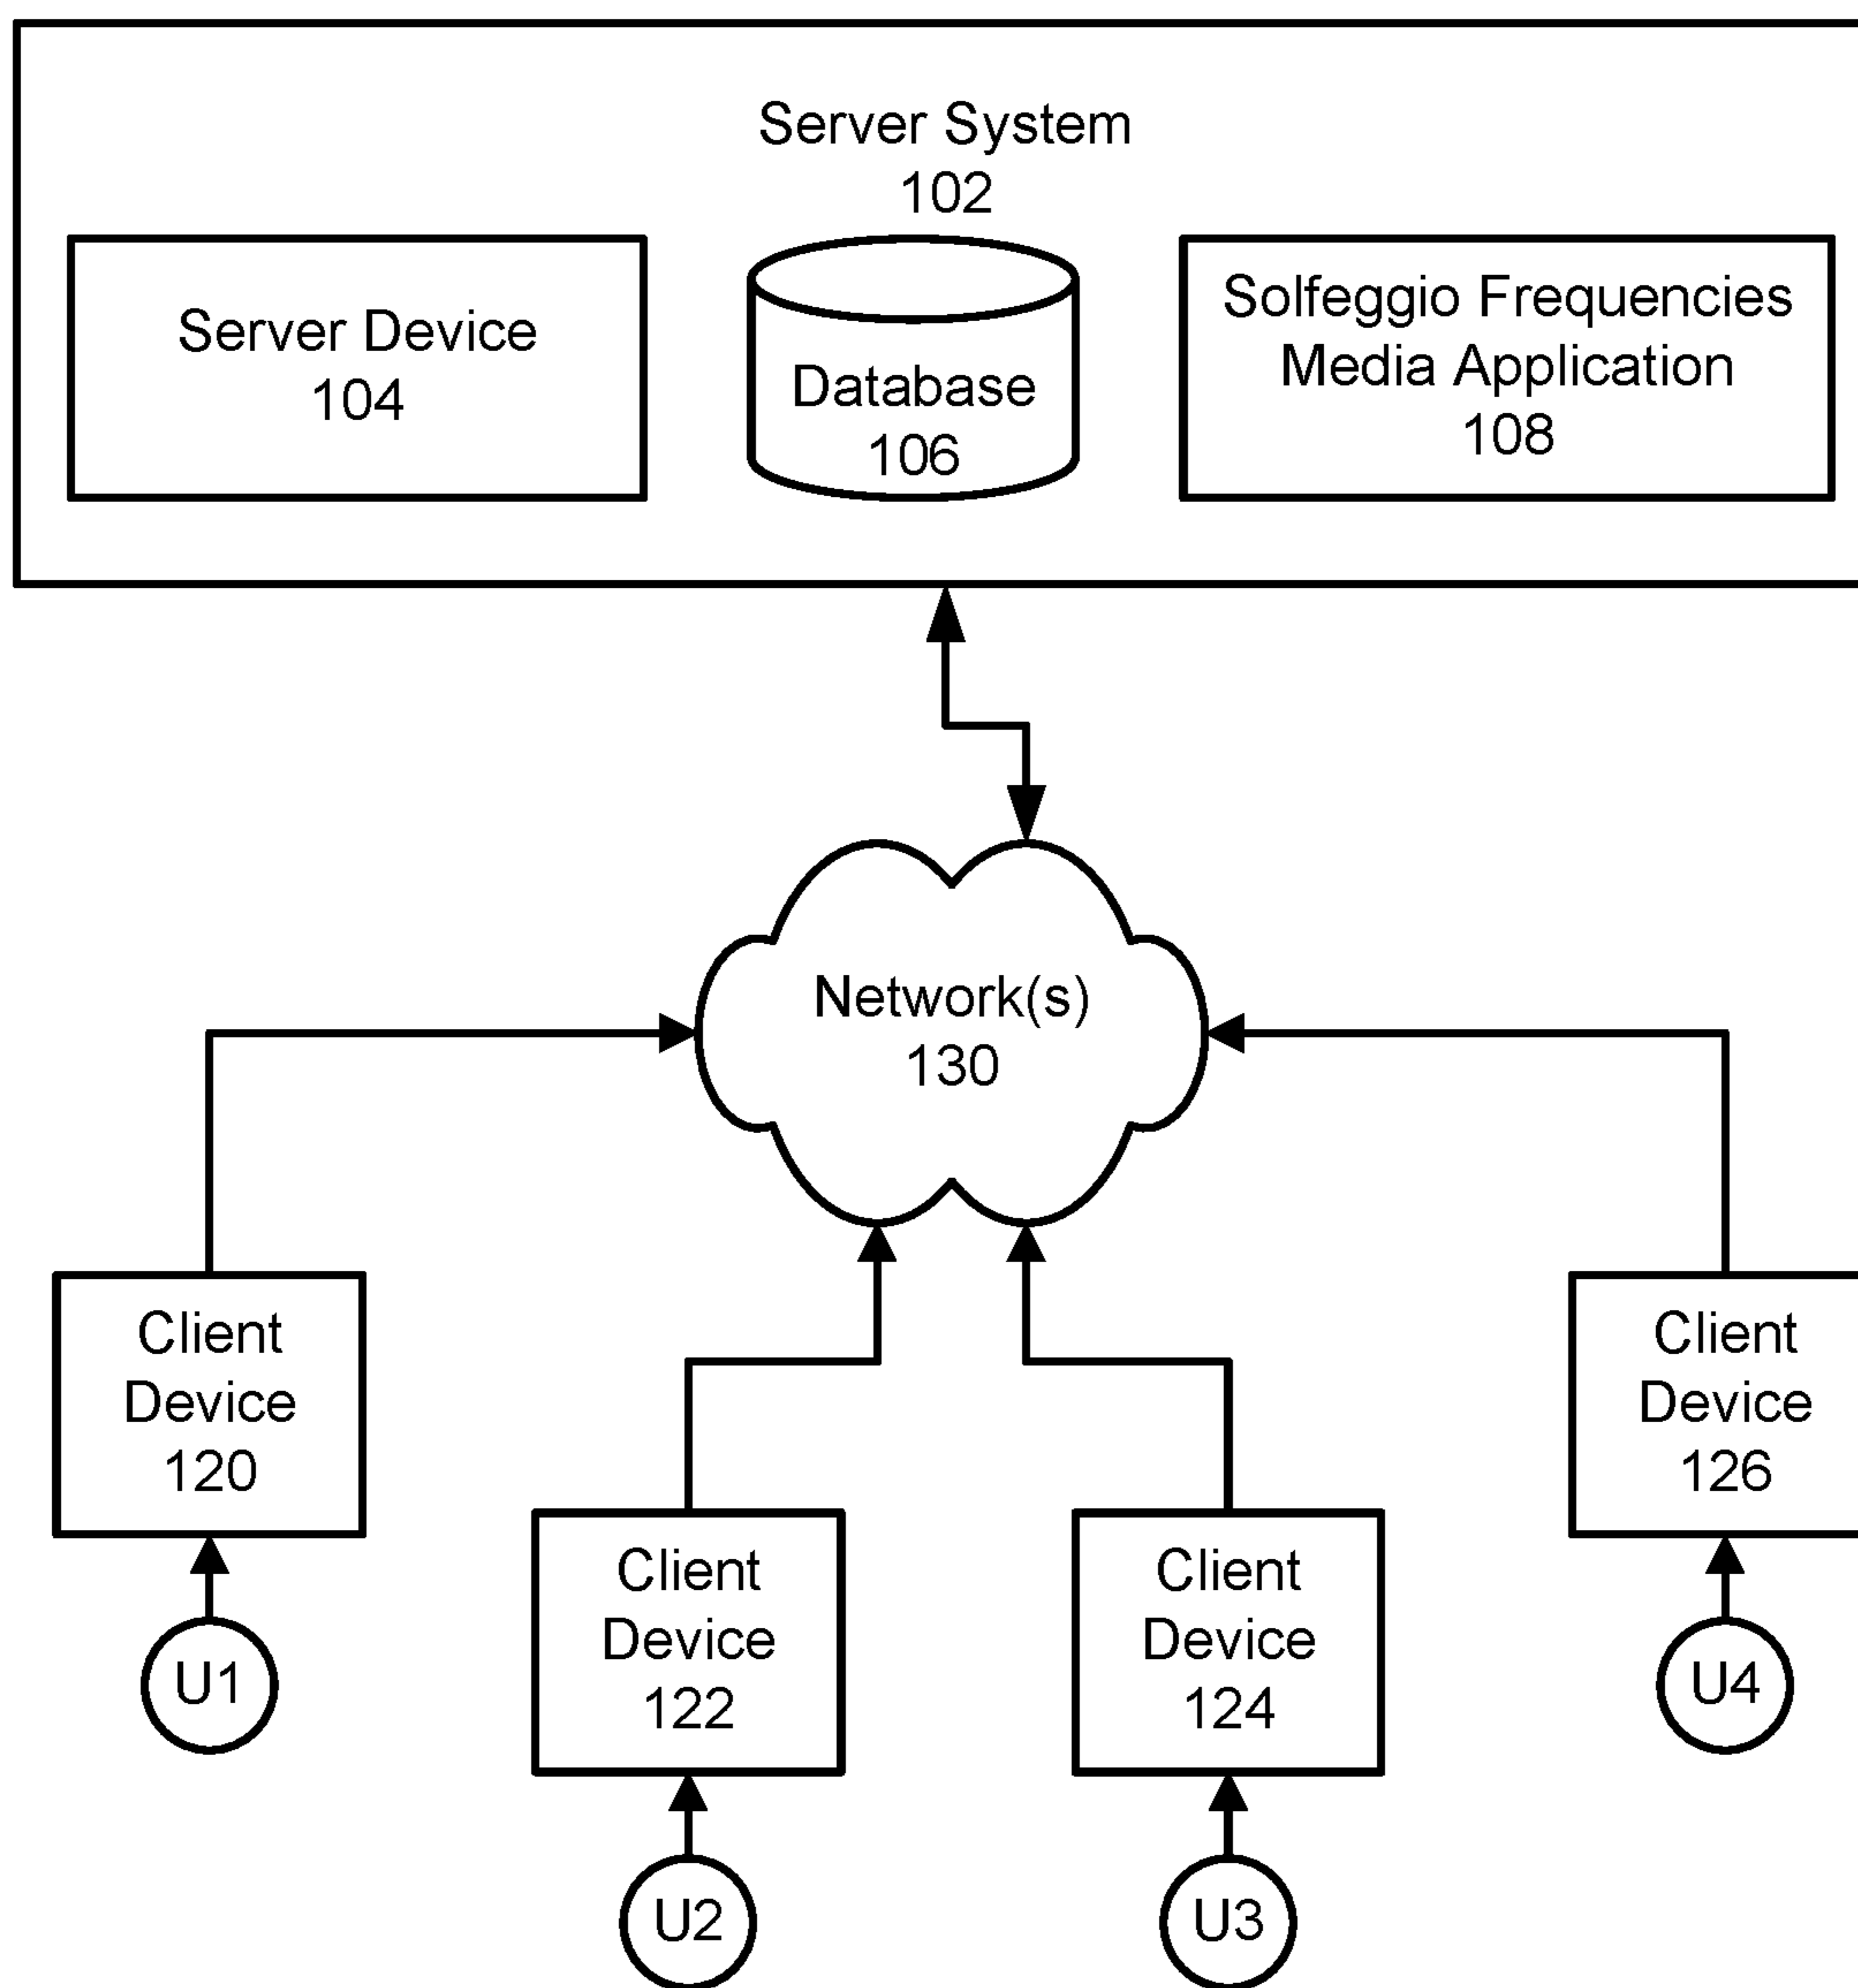 Server System
102
Server Device
104
Database
106
Solfeggio Frequencies
Media Application
108
Network(s)
130
Client
Device
120
Client
Device
122
Client
Device
124
Client
Device
126
U1
U2
U3
U4